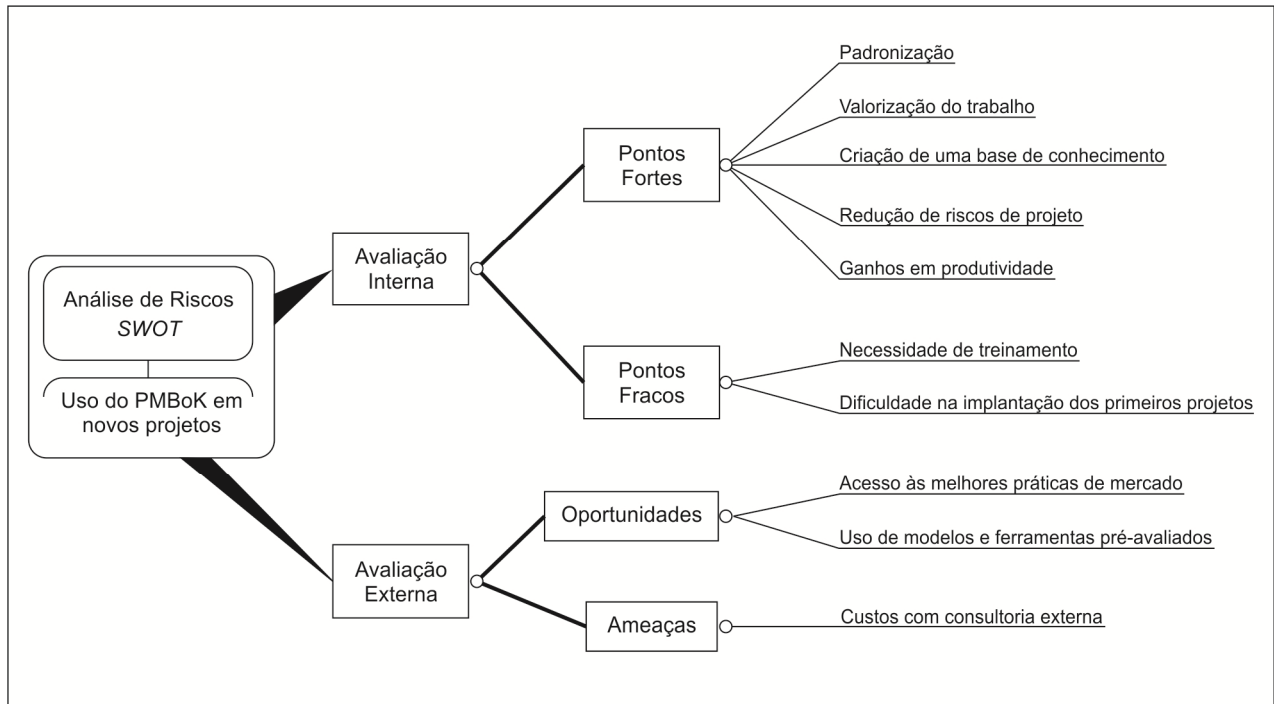 Análise de Riscos
SWOT
Uso do PMBoK em
novos projetos
Avaliação
Interna
Pontos
Fortes
Padronização
Valorização do trabalho
Criação de uma base de conhecimento
Redução de riscos de projeto
Ganhos em produtividade
Pontos
Fracos
Necessidade de treinamento
Dificuldade na implantação dos primeiros projetos
Avaliação
Externa
Oportunidades
Acesso às melhores práticas de mercado
Uso de modelos e ferramentas pré-avaliados
Ameaças
Custos com consultoria externa